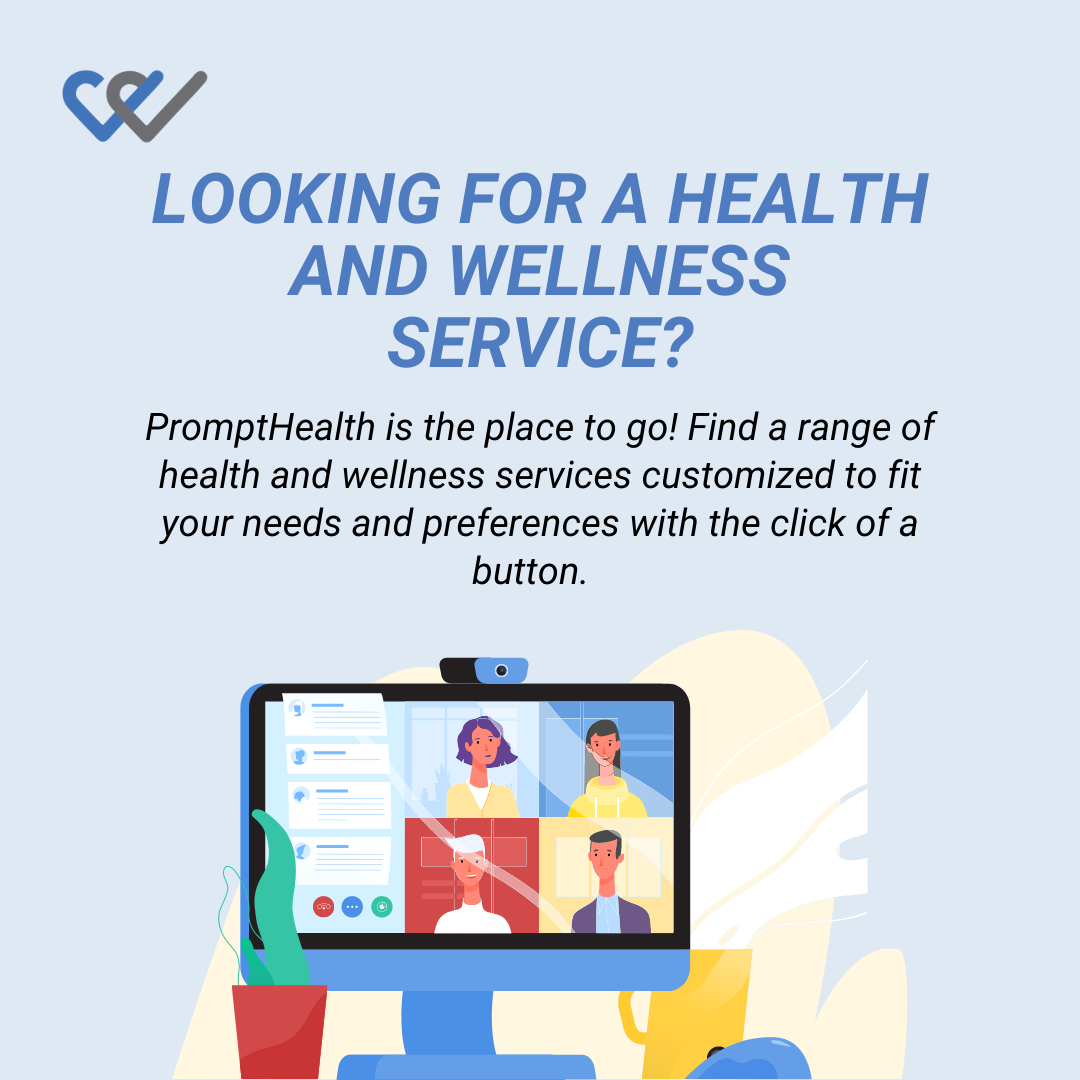 LOOKING FOR A HEALTH
AND WELLNESS
SERVICE?
PromptHealth is the place to go! Find a range of
health and wellness services customized to fit
your needs and preferences with the click of a
button.